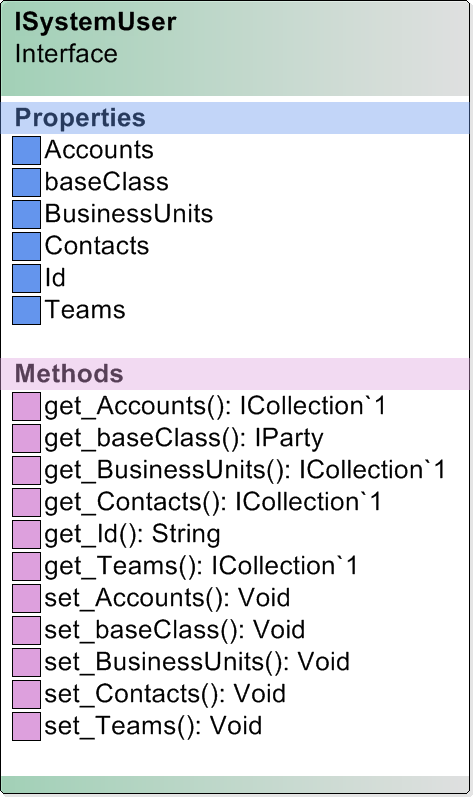 ISystemUser
Interface
Properties
Accounts
baseClass
BusinessUnits
Contacts
Id
Teams
Methods
get_Accounts(): ICollection`1
get_baseClass(): IParty
get_BusinessUnits(): ICollection`1
get_Contacts(): ICollection`1
get_Id(): String
get_Teams(): ICollection`1
set_Accounts(): Void
set_baseClass(): Void
set_BusinessUnits(): Void
set_Contacts(): Void
set_Teams(): Void